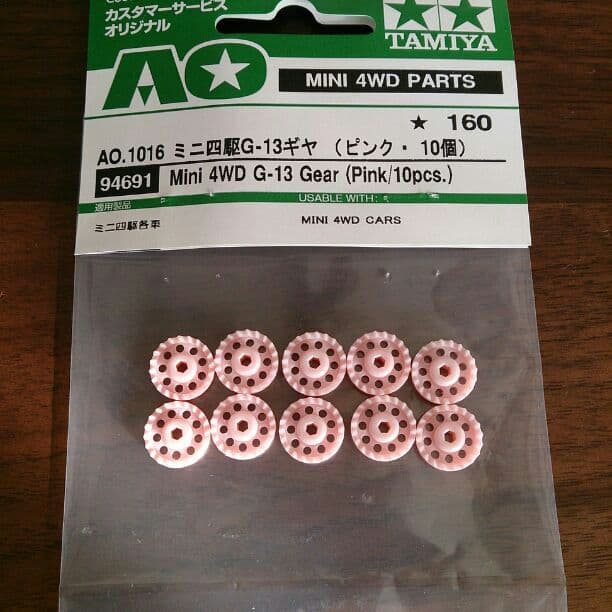 カスタマーサービス
オリジナル
TAMIYA
AO
MINI 4WD PARTS
★ 160
AO.1016 ミニ四駆G-13ギヤ (ピンク・10個)
94691 Mini 4WD G-13 Gear (Pink/10pcs.)
適用製品 USABLE WITH:
ミニ四駆各車 MINI 4WD CARS